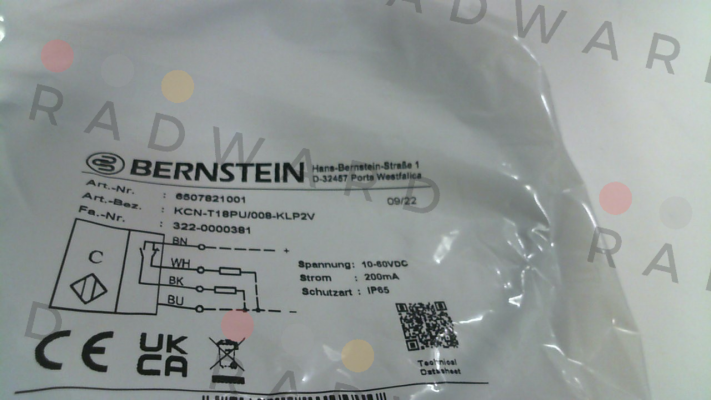 RADWARD
RADWARD
BERNSTEIN
Hans-Bernstein-Straße 1
D-32457 Porta Westfalica
Art.-Nr. : 6507821001
09/22
Art.-Bez. : KCN-T18PU/008-KLP2V
Fa.-Nr. : 322-0000381
C
BN
+
WH
BK
BU
-
Spannung: 10-60VDC
Strom : 200mA
Schutzart : IP65
Technical
Datasheet
CE
UK
CA
RADWARD